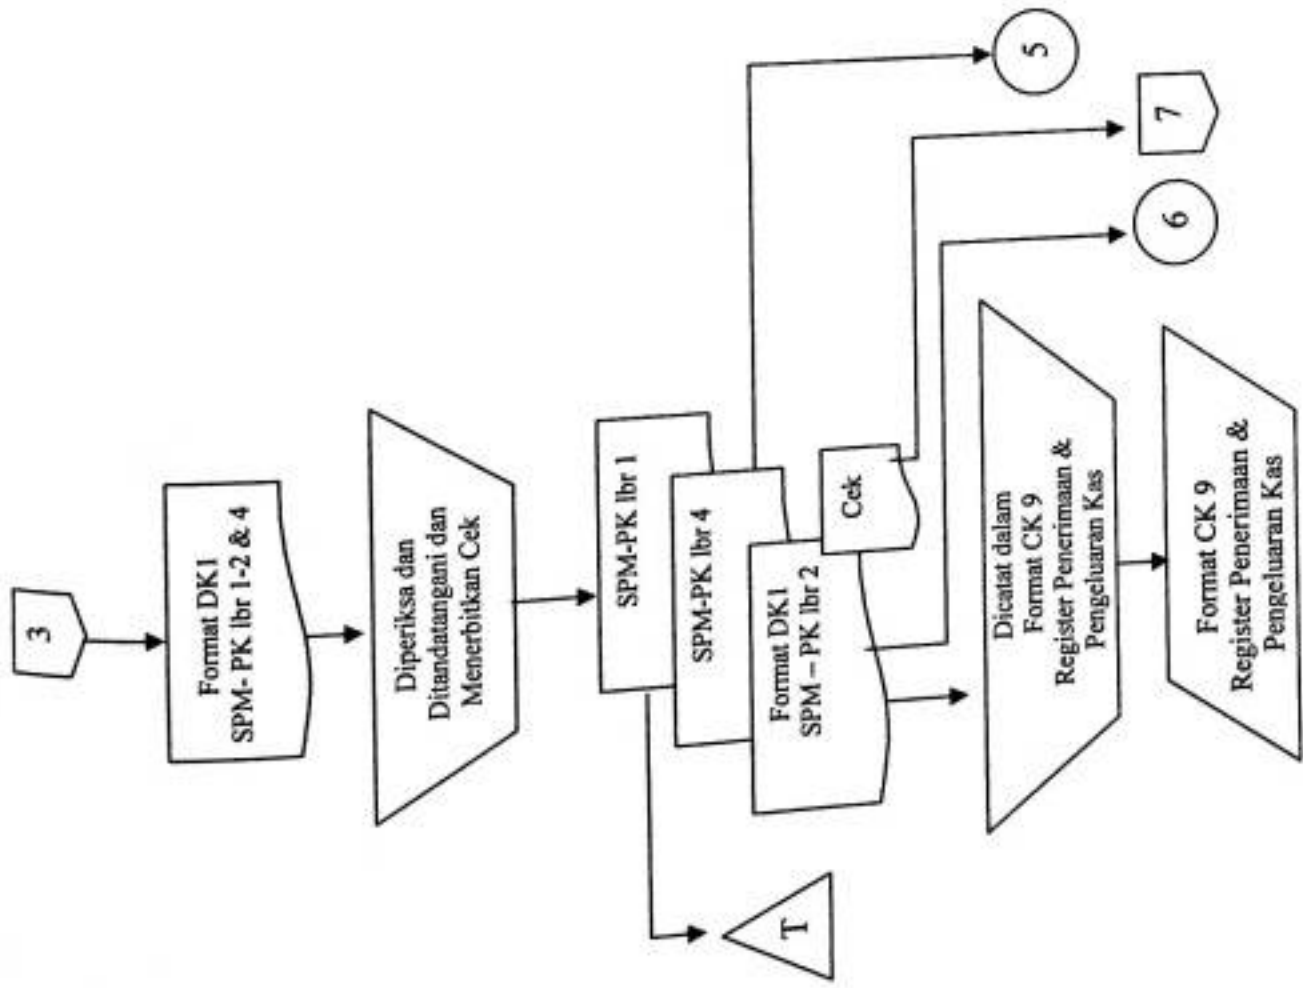 3
Format DK1
SPM- PK lbr 1-2 & 4
Diperiksa dan
Ditandatangani dan
Menerbitkan Cek
SPM-PK lbr 1
SPM-PK lbr 4
Format DK1
SPM – PK lbr 2
Cek
T
5
7
6
Dicatat dalam
Format CK 9
Register Penerimaan &
Pengeluaran Kas
Format CK 9
Register Penerimaan &
Pengeluaran Kas